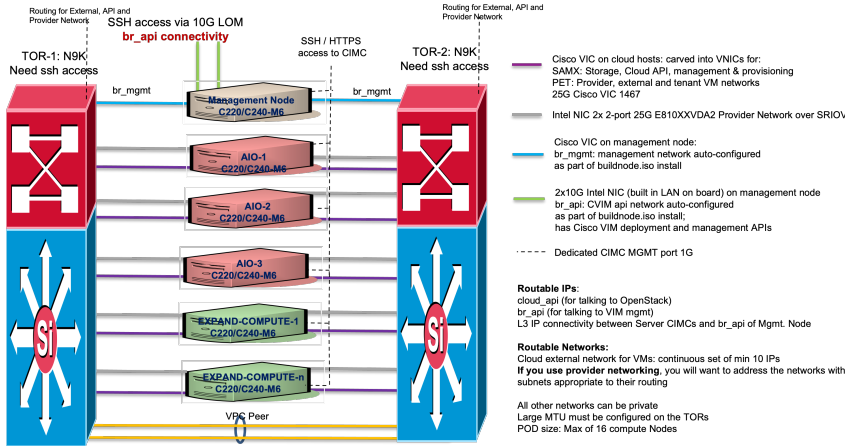 Routing for External, API and
Provider Network
SSH access via 10G LOM
br_api connectivity
Routing for External, API and
Provider Network
TOR-1: N9K
Need ssh access
SSH / HTTPS
access to CIMC
TOR-2: N9K
Need ssh access
br_mgmt
br_mgmt
Management Node
C220/C240-M6
AIO-1
C220/C240-M6
AIO-2
C220/C240-M6
AIO-3
C220/C240-M6
EXPAND-COMPUTE-1
C220/C240-M6
EXPAND-COMPUTE-n
C220/C240-M6
Si
Si
VPC Peer
Cisco VIC on cloud hosts: carved into VNICs for:
SAMX: Storage, Cloud API, management & provisioning
PET: Provider, external and tenant VM networks
25G Cisco VIC 1467
Intel NIC 2x 2-port 25G E810XXVDA2 Provider Network over SRIOV
Cisco VIC on management node:
br_mgmt: management network auto-configured
as part of buildnode.iso install
2x10G Intel NIC (built in LAN on board) on management node
br_api: CVIM api network auto-configured
as part of buildnode.iso install;
has Cisco VIM deployment and management APIs
Dedicated CIMC MGMT port 1G
Routable IPs:
cloud_api (for talking to OpenStack)
br_api (for talking to VIM mgmt)
L3 IP connectivity between Server CIMCs and br_api of Mgmt. Node
Routable Networks:
Cloud external network for VMs: continuous set of min 10 IPs
If you use provider networking, you will want to address the networks with
subnets appropriate to their routing
All other networks can be private
Large MTU must be configured on the TORs
POD size: Max of 16 compute Nodes